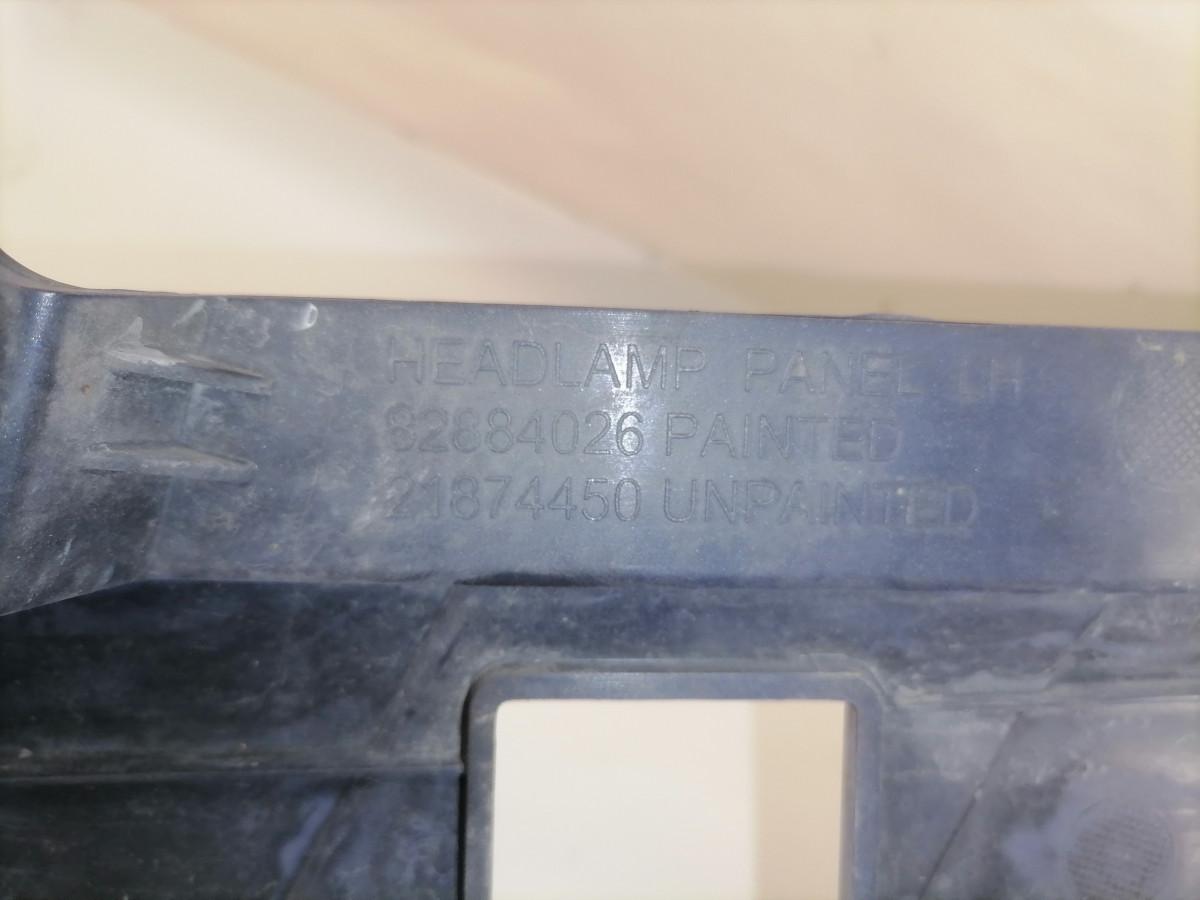 HEADLAMP PANEL LH
82884026 PAINTED
21874450 UNPAINTED